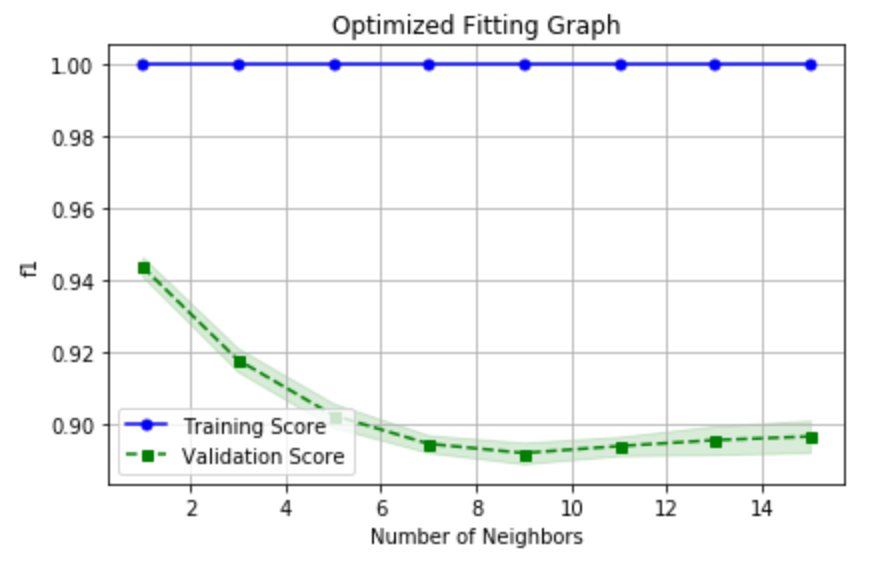 Optimized Fitting Graph
1.00
0.98
0.96
0.94
0.92
0.90
f1
Training Score
Validation Score
2 4 6 8 10 12 14
Number of Neighbors